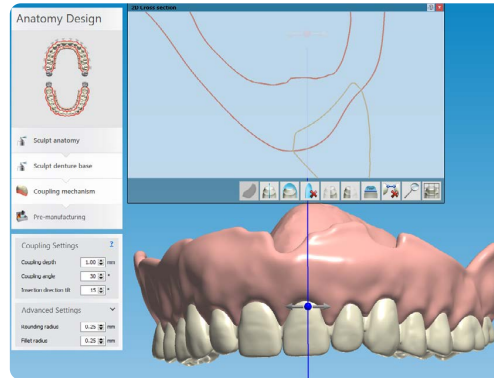 2D Cross section
Anatomy Design
Sculpt anatomy
Sculpt denture base
Coupling mechanism
Pre-manufacturing
Coupling Settings ?
Coupling depth 1.00 mm
Coupling angle 30 °
Insertion direction tilt 15 °
Advanced Settings
Rounding radius 0.25 mm
Fillet radius 0.25 mm